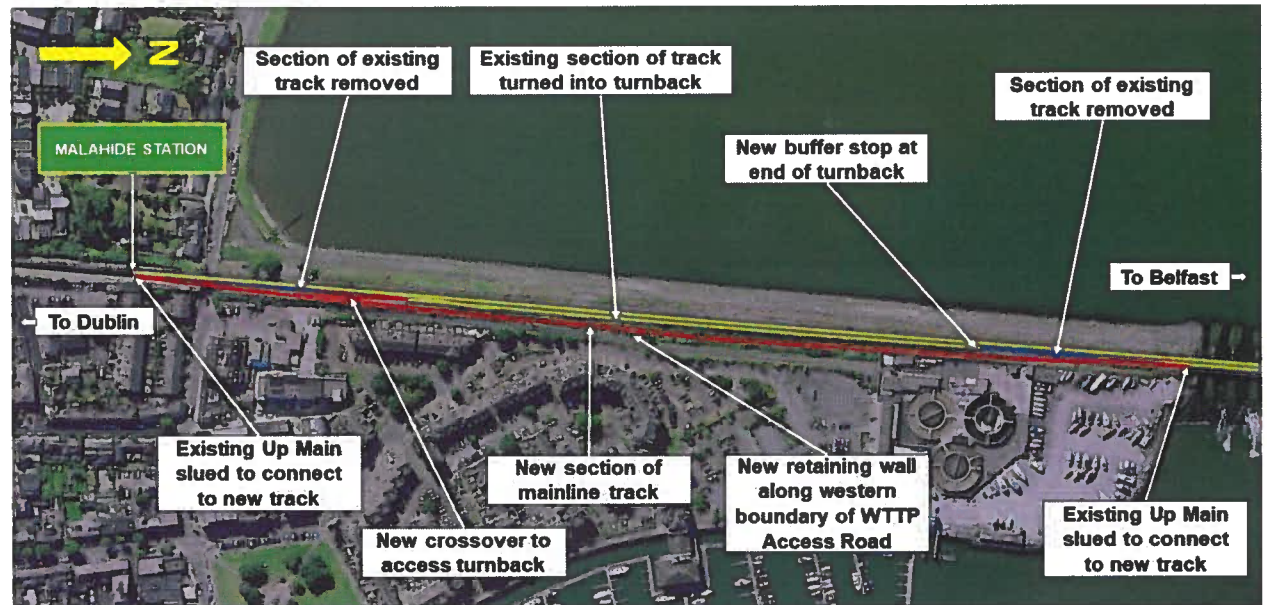 N
Section of existing
track removed
Existing section of track
turned into turnback
Section of existing
track removed
MALAHIDE STATION
New buffer stop at
end of turnback
To Belfast →
← To Dublin
Existing Up Main
slued to connect
to new track
New crossover to
access turnback
New section of
mainline track
New retaining wall
along western
boundary of WTTP
Access Road
Existing Up Main
slued to connect
to new track